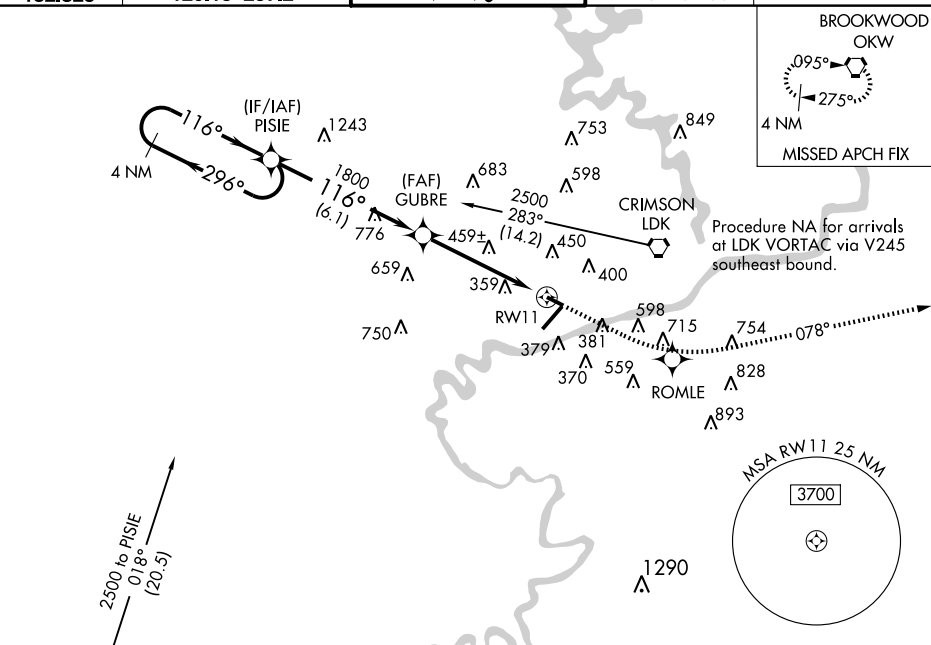 BROOKWOOD
OKW
095°
275°
4 NM
MISSED APCH FIX
(IF/IAF)
PISIE
116°
296°
4 NM
1243
1800
116°
(6.1)
776
(FAF)
GUBRE
683
753
849
598
2500
283°
(14.2)
CRIMSON
LDK
Procedure NA for arrivals
at LDK VORTAC via V245
southeast bound.
459±
450
400
659
359
RW11
750
379
381
598
715
754
078°
370
559
ROMLE
828
893
MSA RW11 25 NM
3700
2500 to PISIE
018°
(20.5)
1290